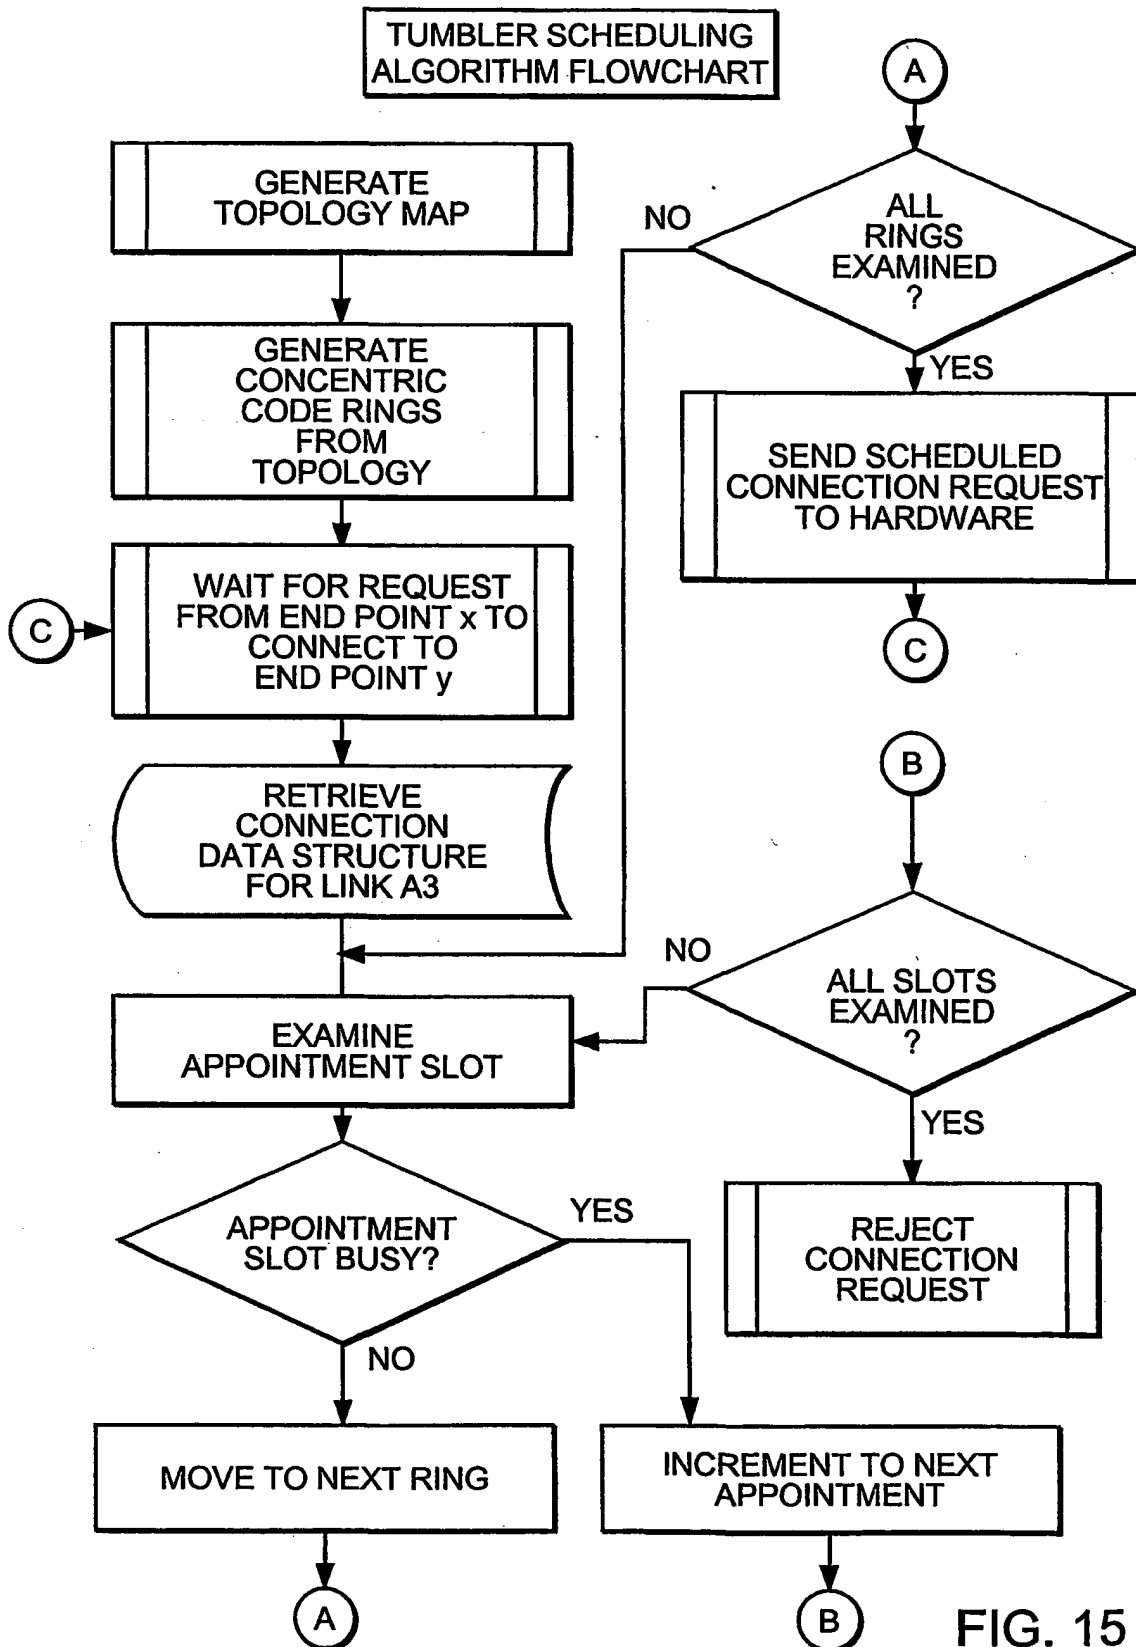 TUMBLER SCHEDULING
ALGORITHM FLOWCHART
GENERATE
TOPOLOGY MAP
GENERATE
CONCENTRIC
CODE RINGS
FROM
TOPOLOGY
C
WAIT FOR REQUEST
FROM END POINT x TO
CONNECT TO
END POINT y
RETRIEVE
CONNECTION
DATA STRUCTURE
FOR LINK A3
EXAMINE
APPOINTMENT SLOT
APPOINTMENT
SLOT BUSY?
YES
NO
MOVE TO NEXT RING
A
INCREMENT TO NEXT
APPOINTMENT
B
A
ALL
RINGS
EXAMINED
?
NO
YES
SEND SCHEDULED
CONNECTION REQUEST
TO HARDWARE
C
B
ALL SLOTS
EXAMINED
?
NO
YES
REJECT
CONNECTION
REQUEST
FIG. 15